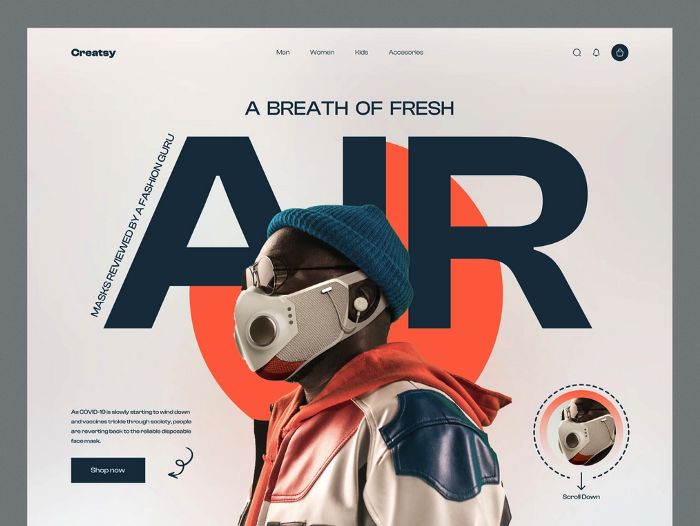 Creatsy
Men Women Kids Accesories
A BREATH OF FRESH
AIR
MASKS REVIEWED BY A FASHION GURU
As COVID-19 is slowly starting to wind down
and vaccines trickle through society, people
are reverting back to the reliable disposable
face mask.
Shop now
Scroll Down